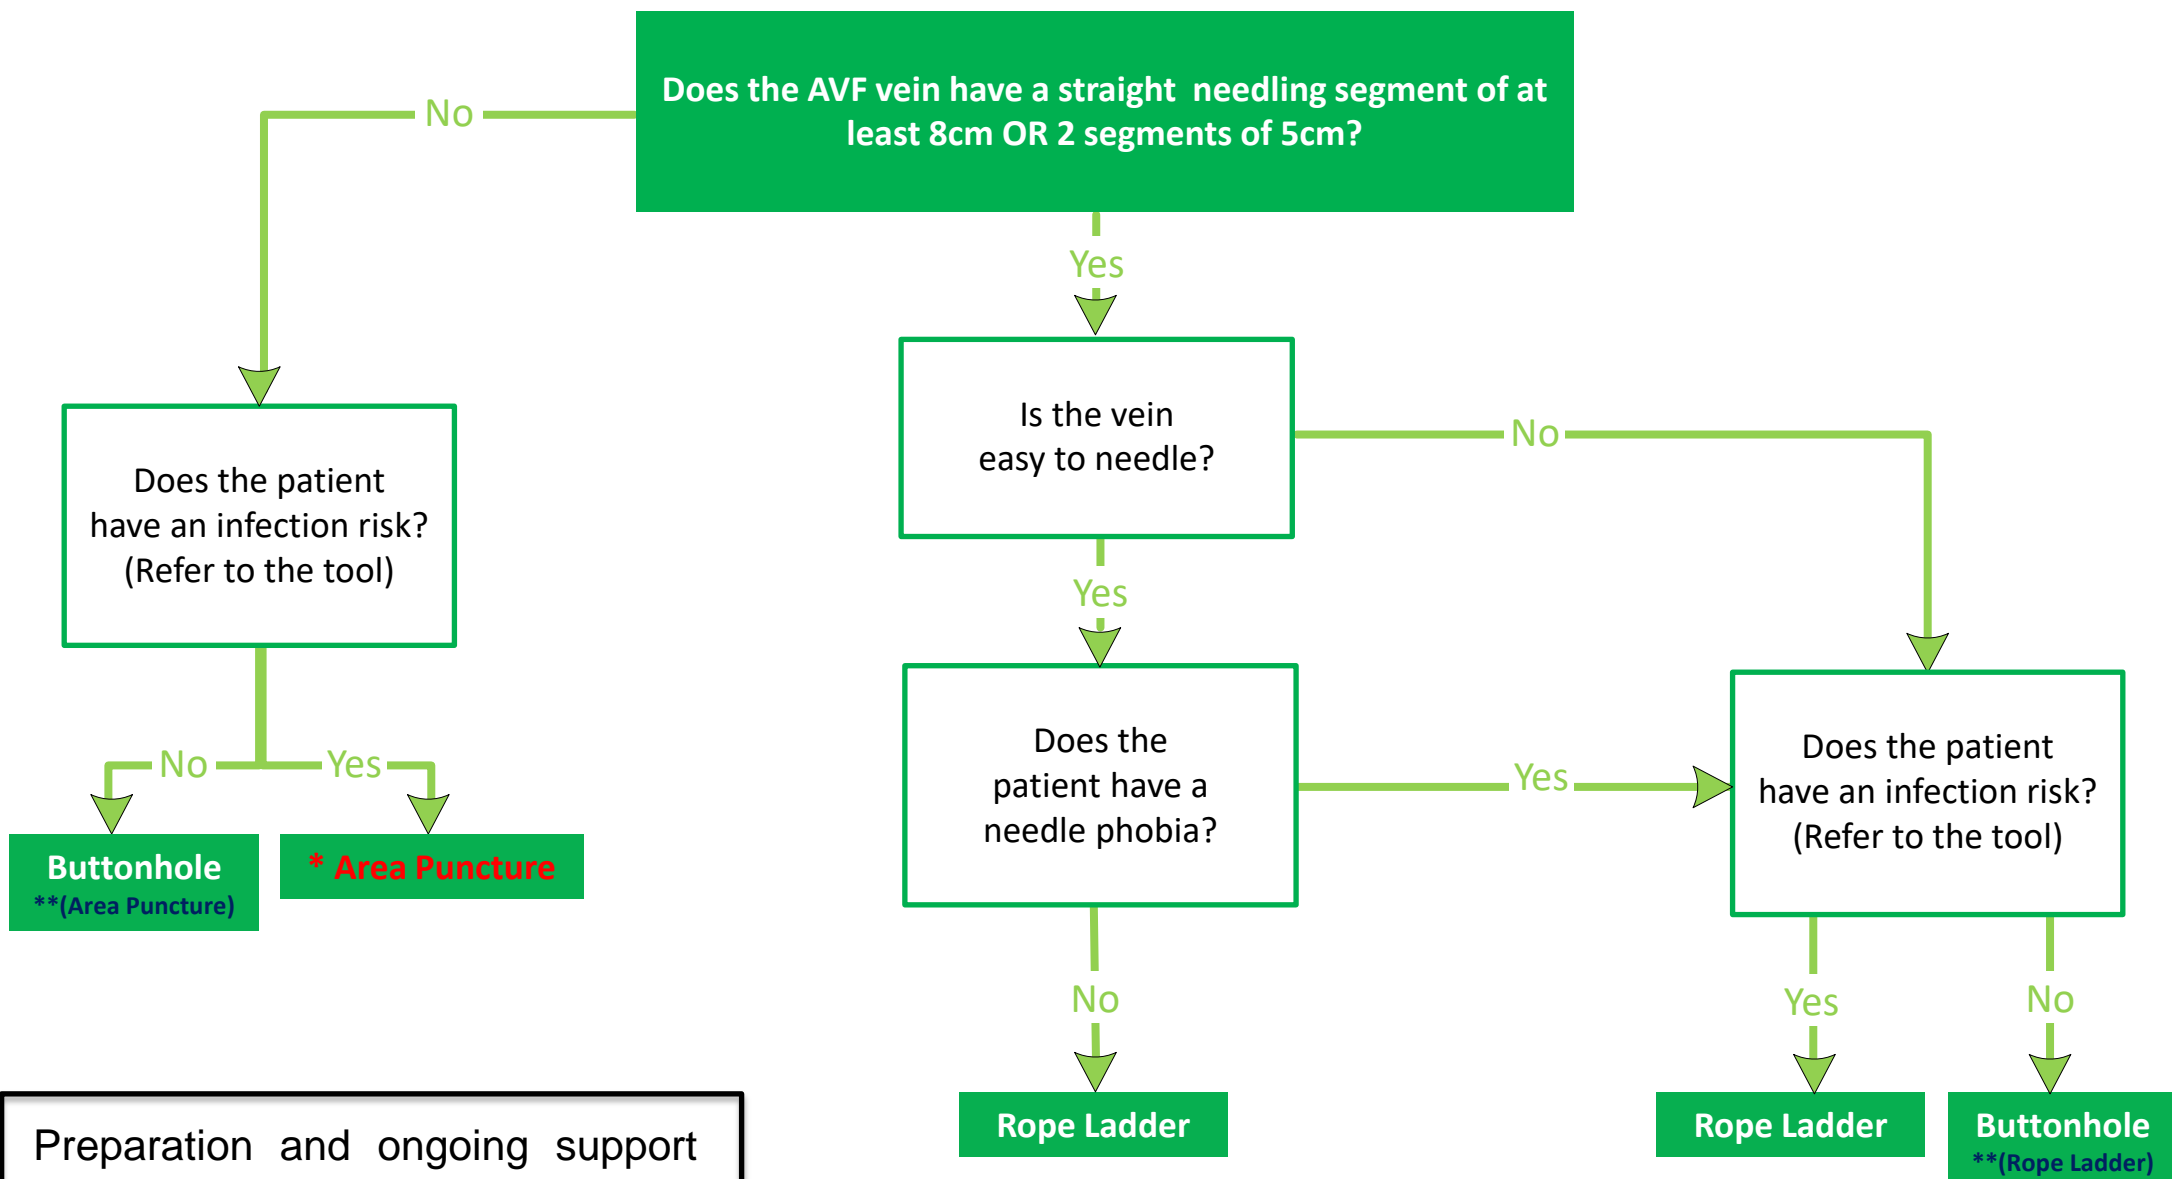 Does the AVF vein have a straight needling segment of at
least 8cm OR 2 segments of 5cm?
No
Yes
Is the vein
easy to needle?
No
Does the patient
have an infection risk?
(Refer to the tool)
Yes
Does the
patient have a
needle phobia?
Yes
Does the patient
have an infection risk?
(Refer to the tool)
No
Yes
Buttonhole
**(Area Puncture)
* Area Puncture
No
Yes
No
Rope Ladder
Rope Ladder
Buttonhole
**(Rope Ladder)
Preparation and ongoing support